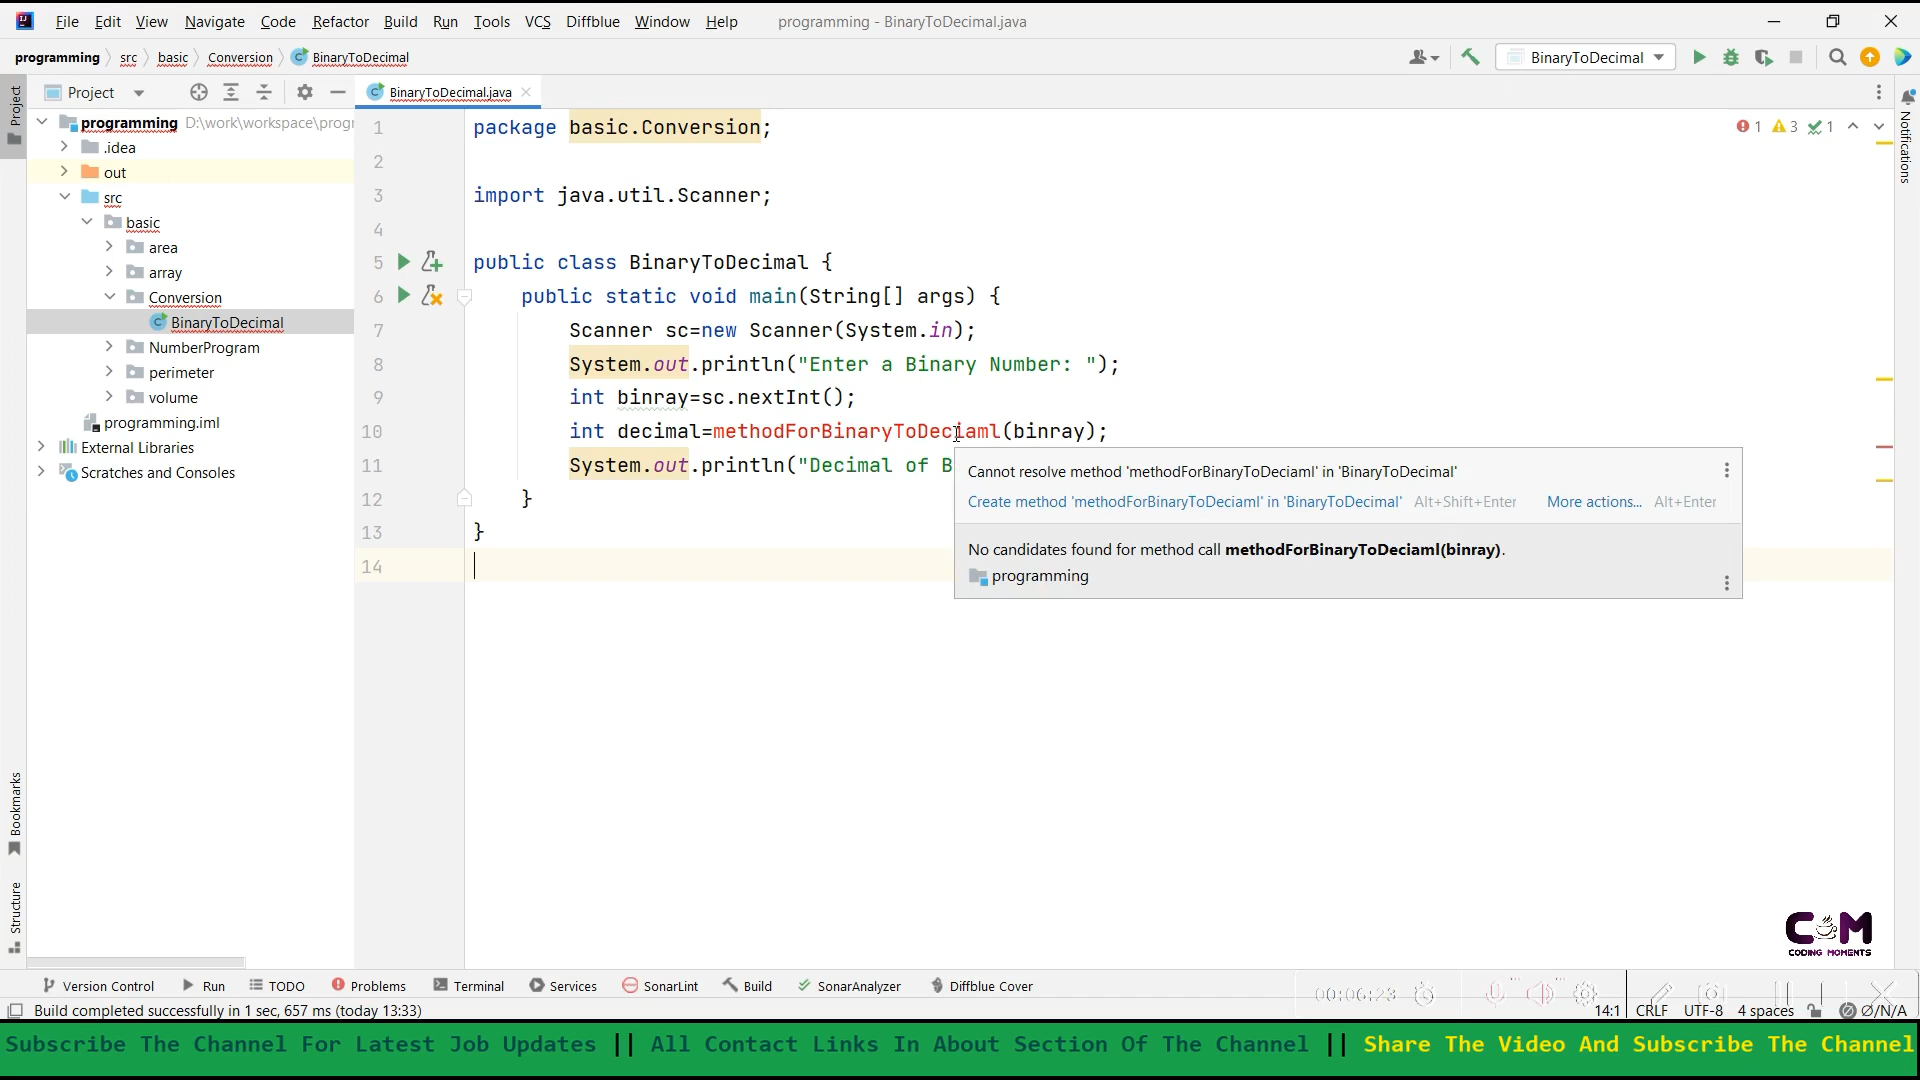 File Edit View Navigate Code Refactor Build Run Tools VCS Diffblue Window Help programming - BinaryToDecimal.java
programming src basic Conversion BinaryToDecimal
BinaryToDecimal
Project
Project
BinaryToDecimal.java
Notifications
programming D:\work\workspace\progr
.idea
out
src
basic
area
array
Conversion
BinaryToDecimal
NumberProgram
perimeter
volume
programming.iml
External Libraries
Scratches and Consoles
1 3 1
1 package basic.Conversion;
2
3 import java.util.Scanner;
4
5 public class BinaryToDecimal {
6 public static void main(String[] args) {
7 Scanner sc=new Scanner(System.in);
8 System.out.println("Enter a Binary Number: ");
9 int binray=sc.nextInt();
10 int decimal=methodForBinaryToDeciaml(binray);
11 System.out.println("Decimal of B
12 }
13 }
14
Cannot resolve method 'methodForBinaryToDeciaml' in 'BinaryToDecimal'
Create method 'methodForBinaryToDeciaml' in 'BinaryToDecimal' Alt+Shift+Enter More actions... Alt+Enter
No candidates found for method call methodForBinaryToDeciaml(binray).
programming
Bookmarks
Structure
C M
CODING MOMENTS
Version Control Run TODO Problems Terminal Services SonarLint Build SonarAnalyzer Diffblue Cover
00:06:23
Build completed successfully in 1 sec, 657 ms (today 13:33)
14:1 CRLF UTF-8 4 spaces Ø/N/A
Subscribe The Channel For Latest Job Updates || All Contact Links In About Section Of The Channel || Share The Video And Subscribe The Channel